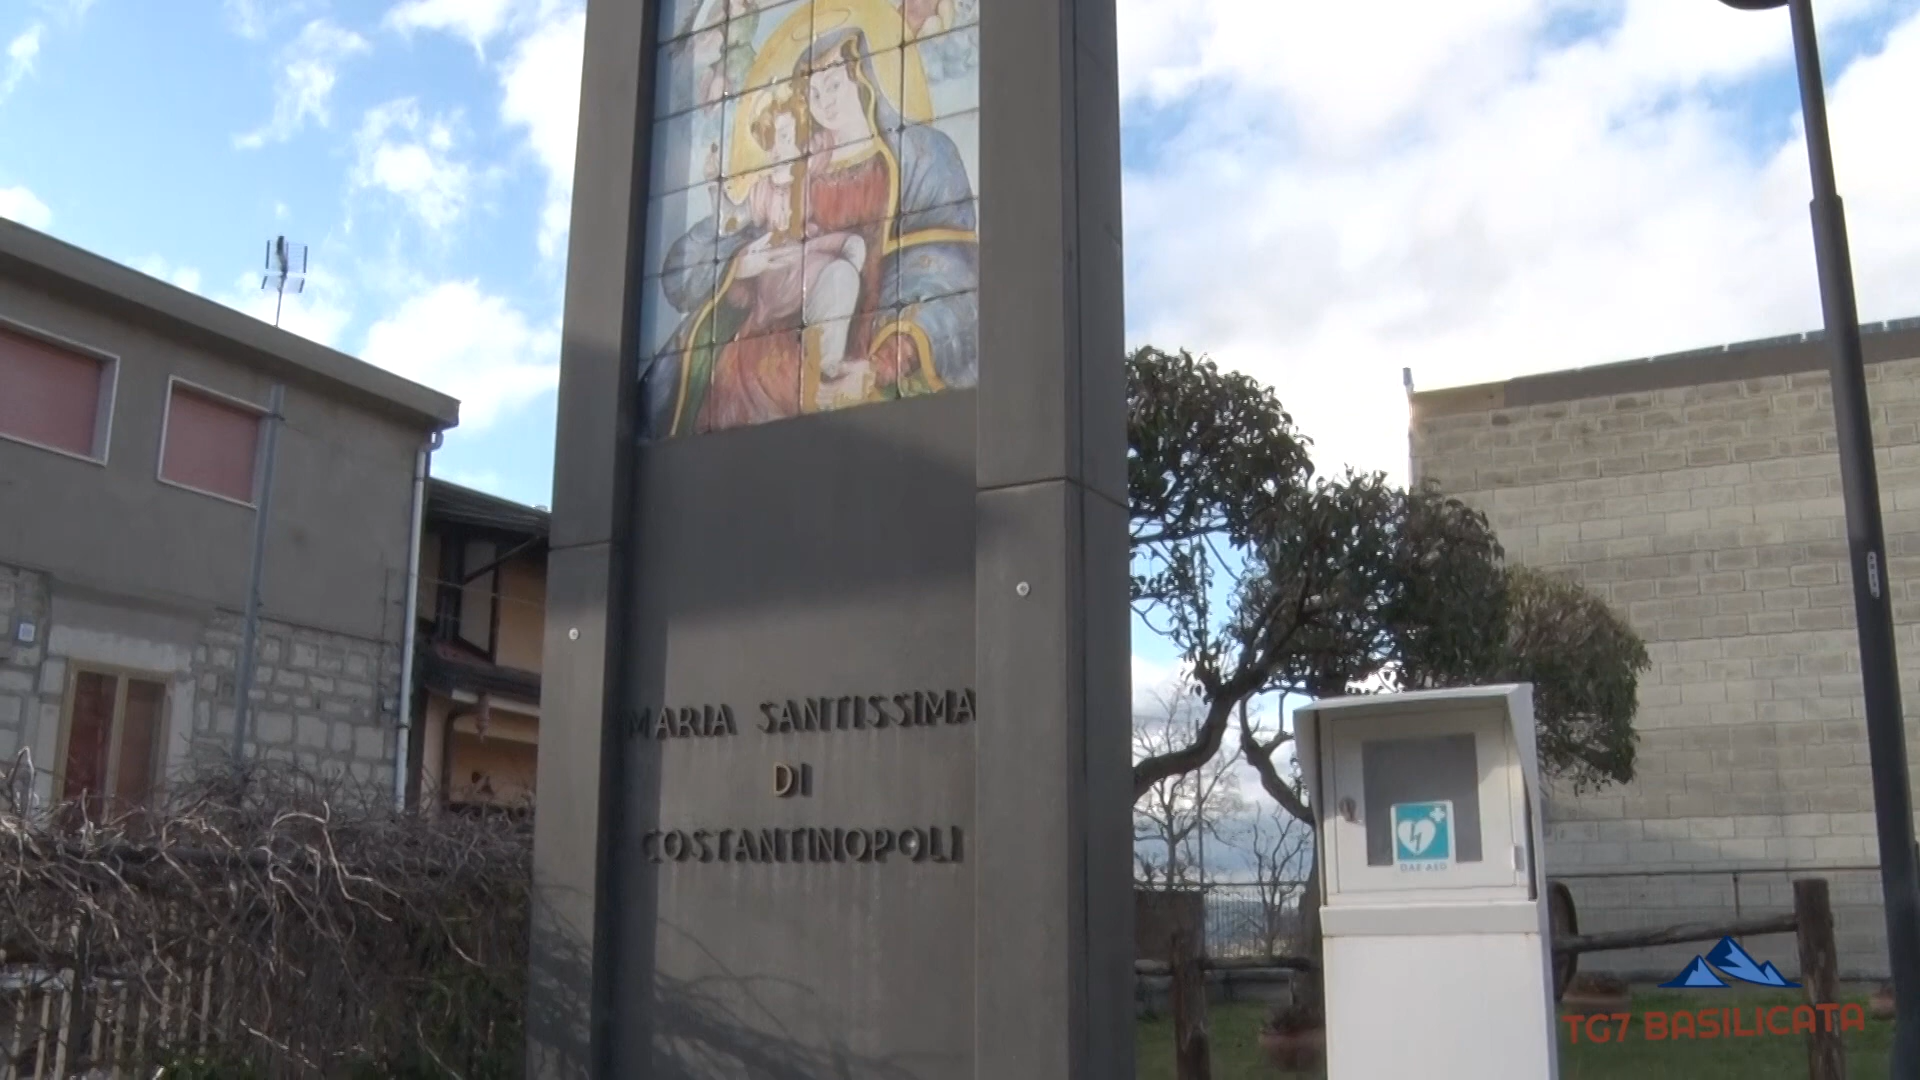 MARIA SANTISSIMA
DI
COSTANTINOPOLI
DAE-AED
TG7 BASILICATA